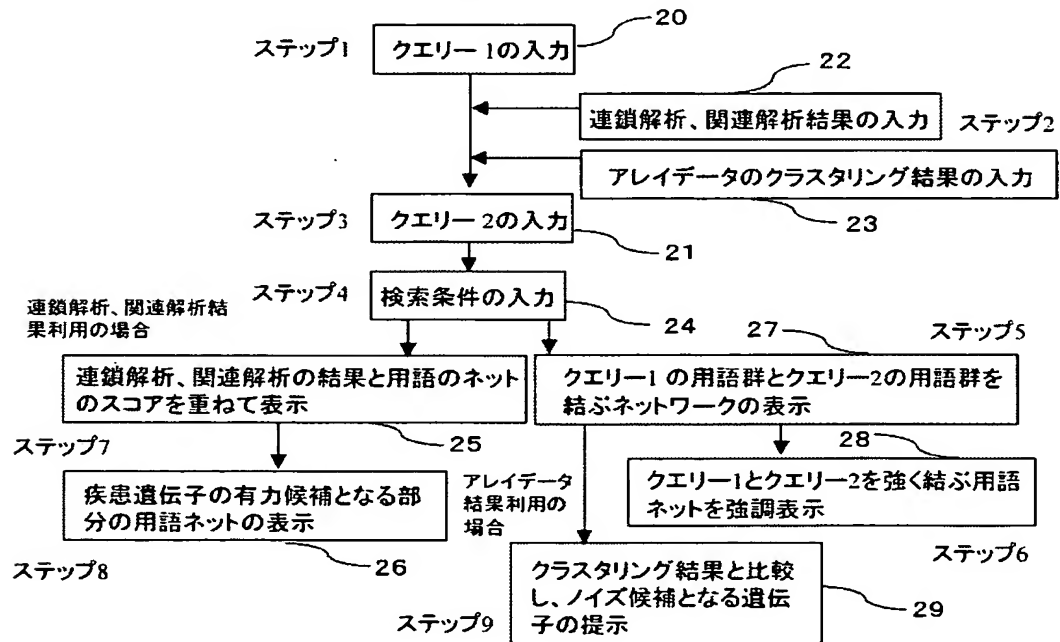 20
ステップ1
クエリー1の入力
22
連鎖解析、関連解析結果の入力
ステップ2
アレイデータのクラスタリング結果の入力
23
ステップ3
クエリー2の入力
21
ステップ4
検索条件の入力
24
連鎖解析、関連解析結
果利用の場合
27
ステップ5
連鎖解析、関連解析の結果と用語のネット
のスコアを重ねて表示
25
クエリー1の用語群とクエリー2の用語群を
結ぶネットワークの表示
ステップ7
28
疾患遺伝子の有力候補となる部
分の用語ネットの表示
26
アレイデータ
結果利用の
場合
クエリー1とクエリー2を強く結ぶ用語
ネットを強調表示
ステップ6
ステップ8
クラスタリング結果と比較
し、ノイズ候補となる遺伝
子の提示
29
ステップ9